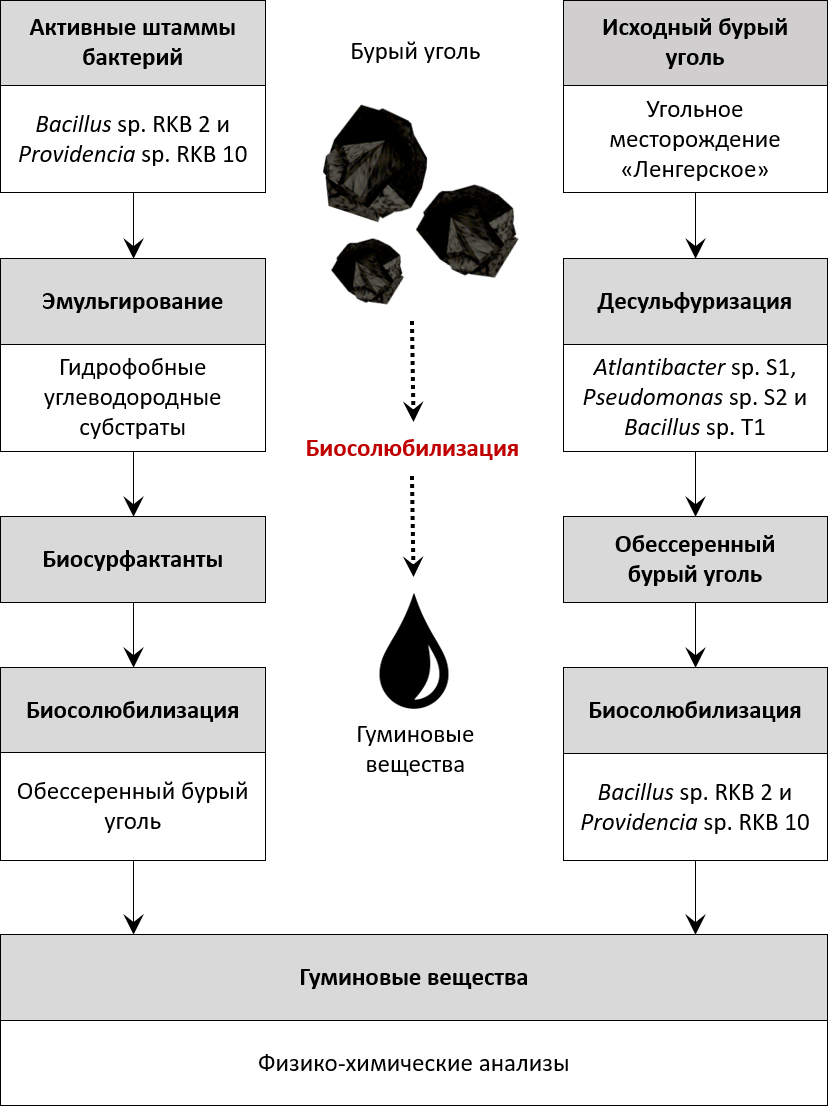 Активные штаммы
бактерий
Bacillus sp. RKB 2 и
Providencia sp. RKB 10
Эмульгирование
Гидрофобные
углеводородные
субстраты
Биосурфактанты
Биосолюбилизация
Обессеренный бурый
уголь
Бурый уголь
Биосолюбилизация
Гуминовые
вещества
Исходный бурый
уголь
Угольное
месторождение
«Ленгерское»
Десульфуризация
Atlantibacter sp. S1,
Pseudomonas sp. S2 и
Bacillus sp. T1
Обессеренный
бурый уголь
Биосолюбилизация
Bacillus sp. RKB 2 и
Providencia sp. RKB 10
Гуминовые вещества
Физико-химические анализы